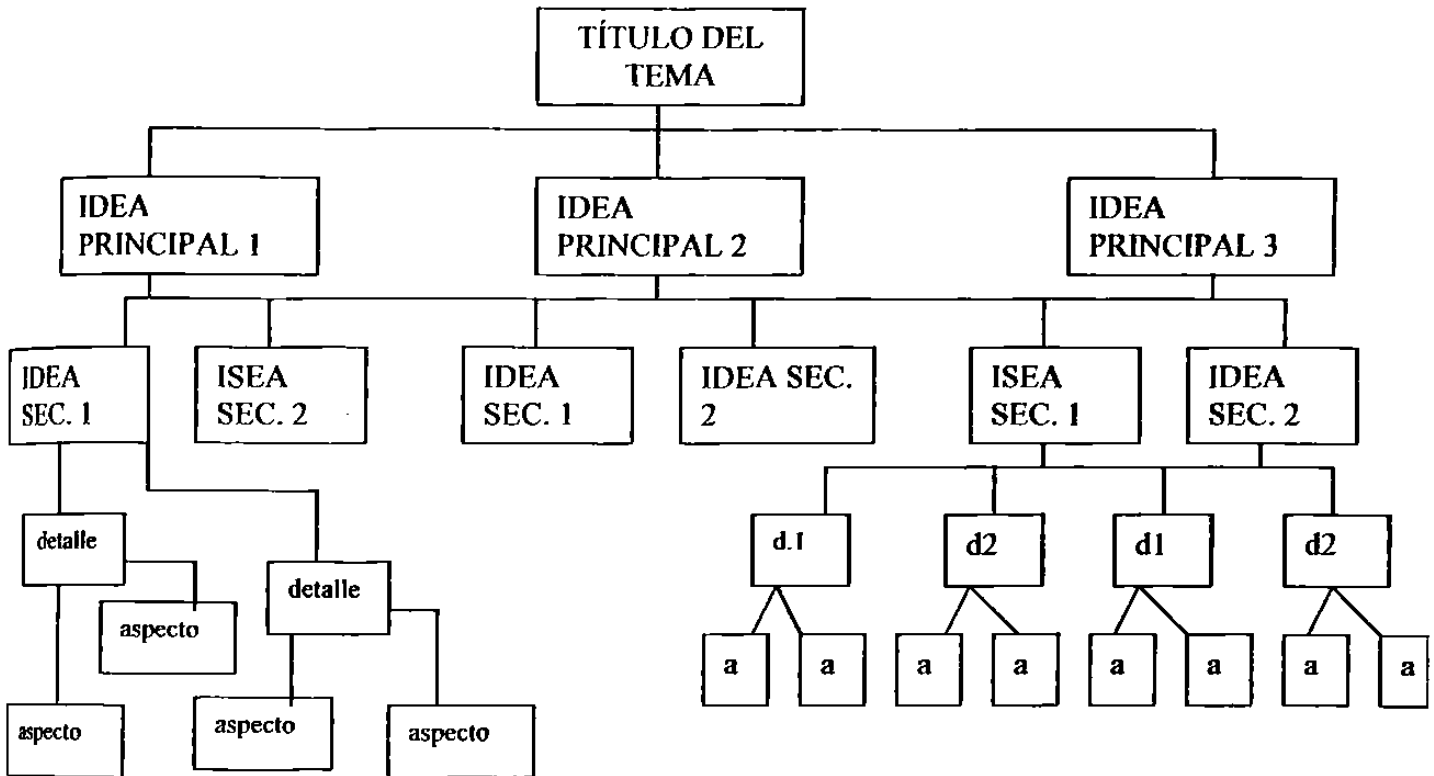 TÍTULO DEL
TEMA
IDEA
PRINCIPAL 1
IDEA
PRINCIPAL 2
IDEA
PRINCIPAL 3
IDEA
SEC. 1
ISEA
SEC. 2
IDEA
SEC. 1
IDEA SEC.
2
ISEA
SEC. 1
IDEA
SEC. 2
detalle
detalle
d.1
d2
d1
d2
aspecto
aspecto
aspecto
aspecto
a
a
a
a
a
a
a
a